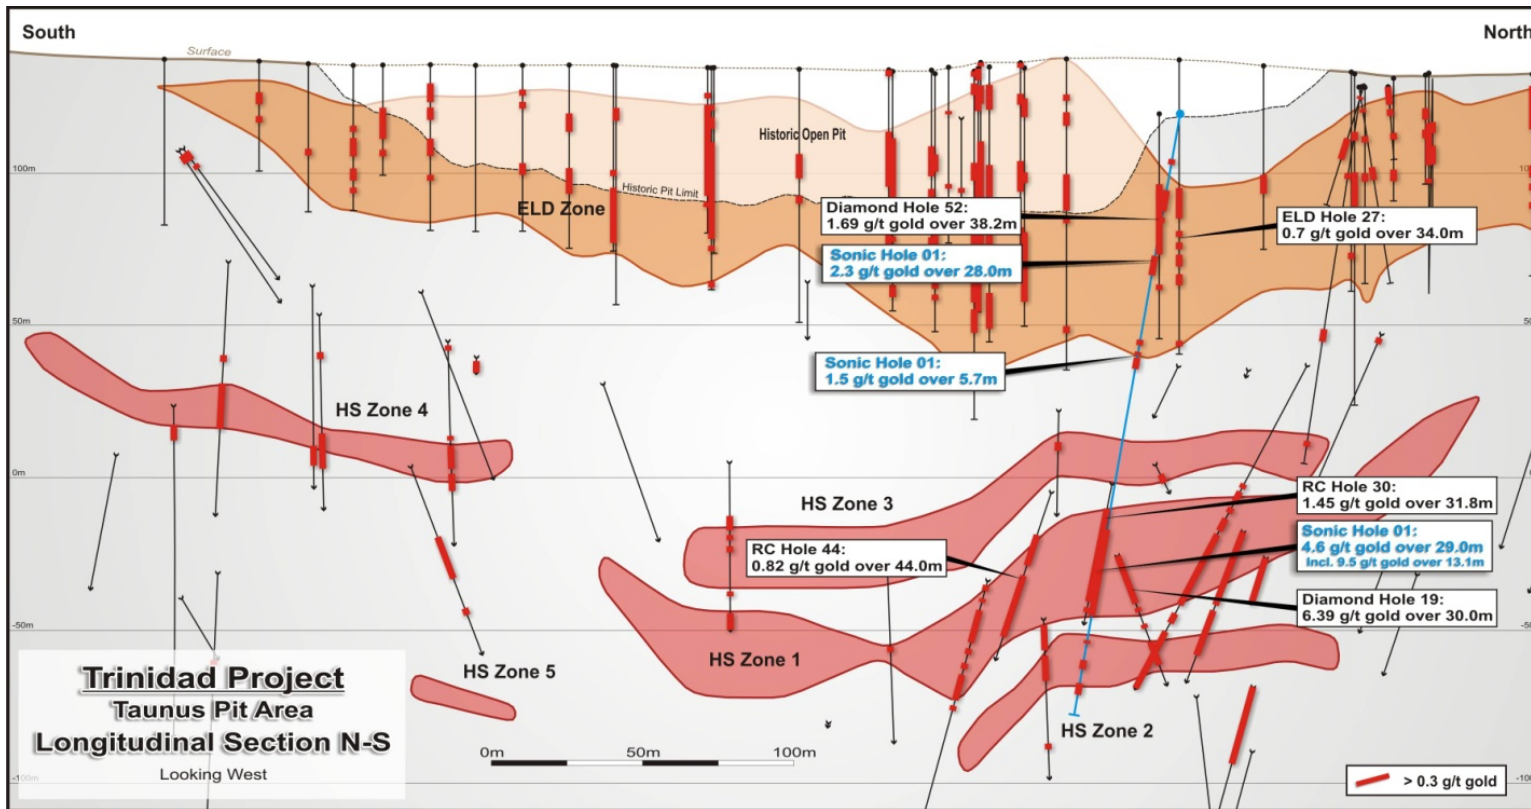 South
North
Surface
Historic Open Pit
100m
Historic Pit Limit
ELD Zone
Diamond Hole 52:
1.69 g/t gold over 38.2m
ELD Hole 27:
0.7 g/t gold over 34.0m
Sonic Hole 01:
2.3 g/t gold over 28.0m
50m
Sonic Hole 01:
1.5 g/t gold over 5.7m
HS Zone 4
0m
HS Zone 3
RC Hole 30:
1.45 g/t gold over 31.8m
Sonic Hole 01:
4.6 g/t gold over 29.0m
Incl. 9.5 g/t gold over 13.1m
RC Hole 44:
0.82 g/t gold over 44.0m
Diamond Hole 19:
6.39 g/t gold over 30.0m
-50m
HS Zone 1
HS Zone 5
HS Zone 2
Trinidad Project
Taunus Pit Area
Longitudinal Section N-S
Looking West
0m 50m 100m
-100m
> 0.3 g/t gold